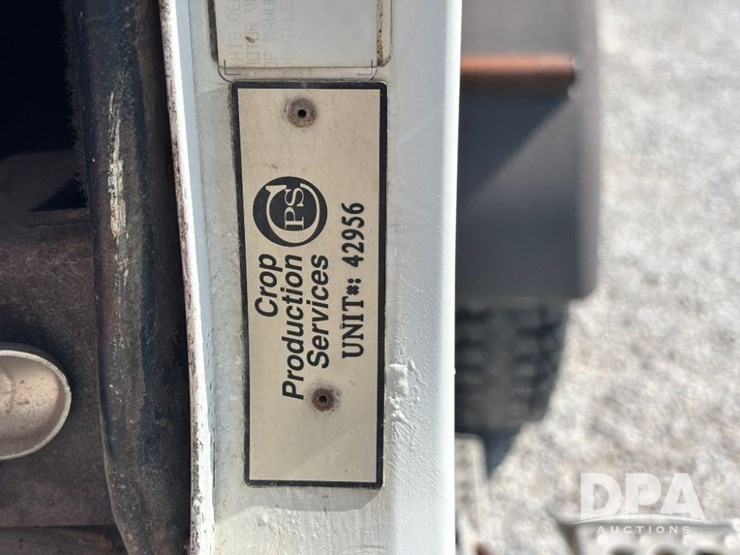 CPS
Crop
Production
Services
UNIT#: 42956
DPA
AUCTIONS